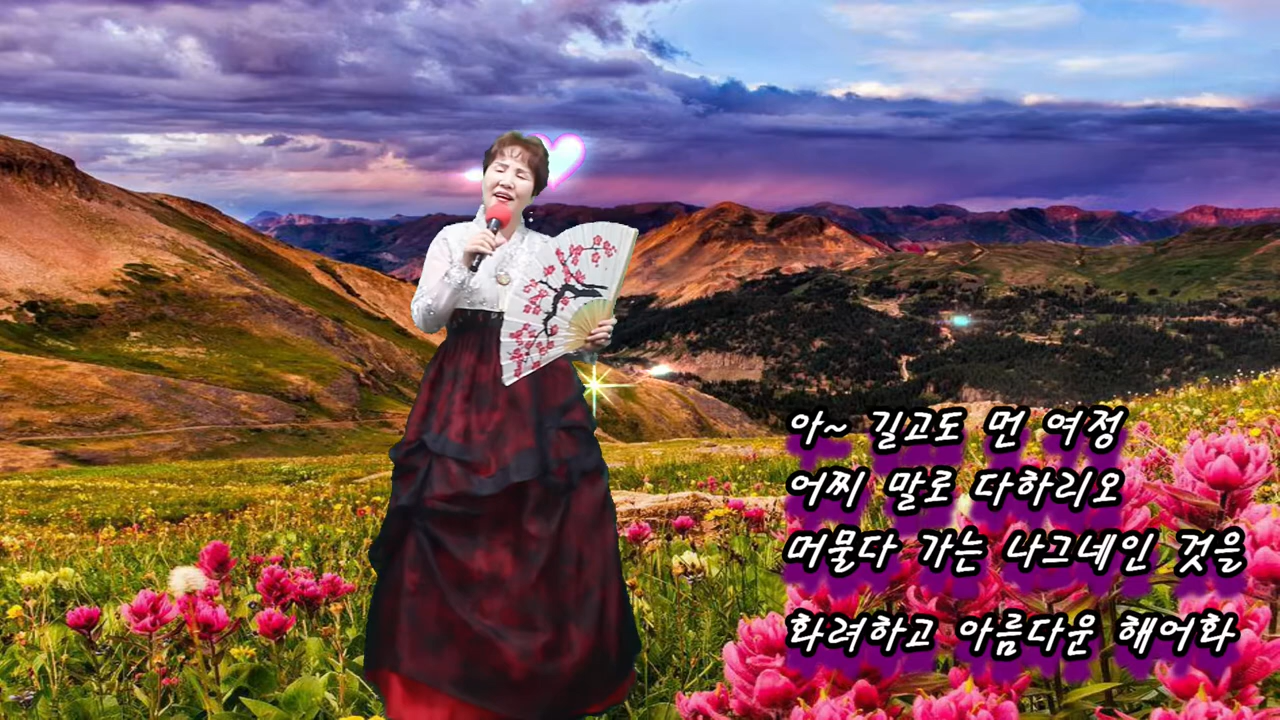 아~ 길고도 먼 여정
어찌 말로 다하리오
머물다 가는 나그네인 것을
화려하고 아름다운 해어화